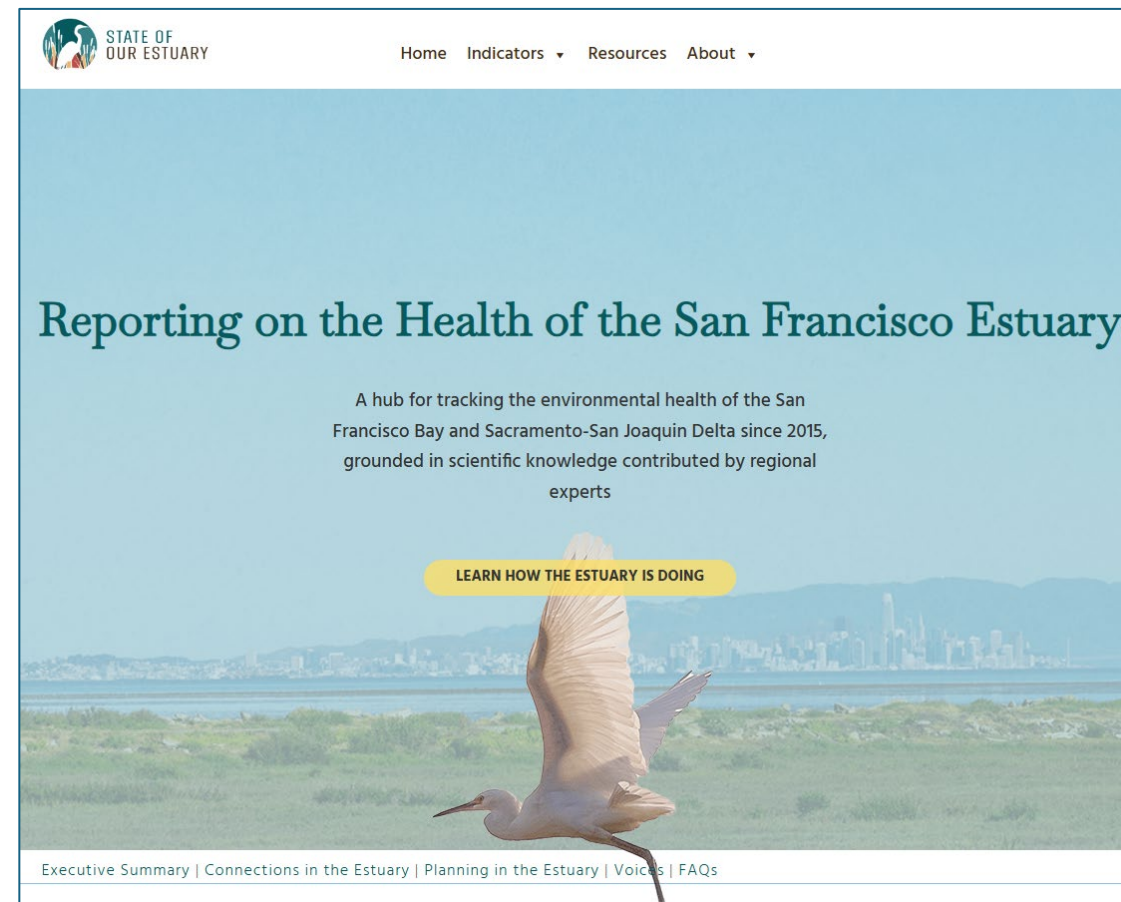 STATE OF
OUR ESTUARY
Home Indicators Resources About
Reporting on the Health of the San Francisco Estuary
A hub for tracking the environmental health of the San
Francisco Bay and Sacramento-San Joaquin Delta since 2015,
grounded in scientific knowledge contributed by regional
experts
LEARN HOW THE ESTUARY IS DOING
Executive Summary | Connections in the Estuary | Planning in the Estuary | Voices | FAQs